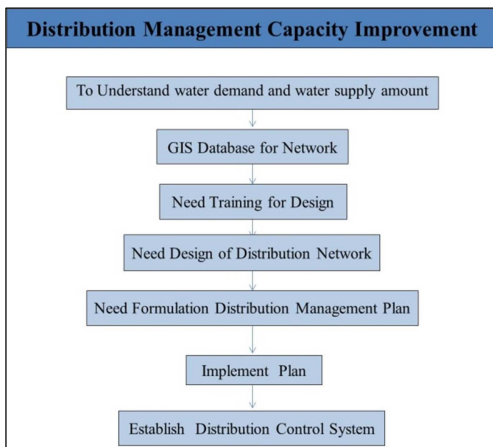 Distribution Management Capacity Improvement
To Understand water demand and water supply amount
GIS Database for Network
Need Training for Design
Need Design of Distribution Network
Need Formulation Distribution Management Plan
Implement Plan
Establish Distribution Control System